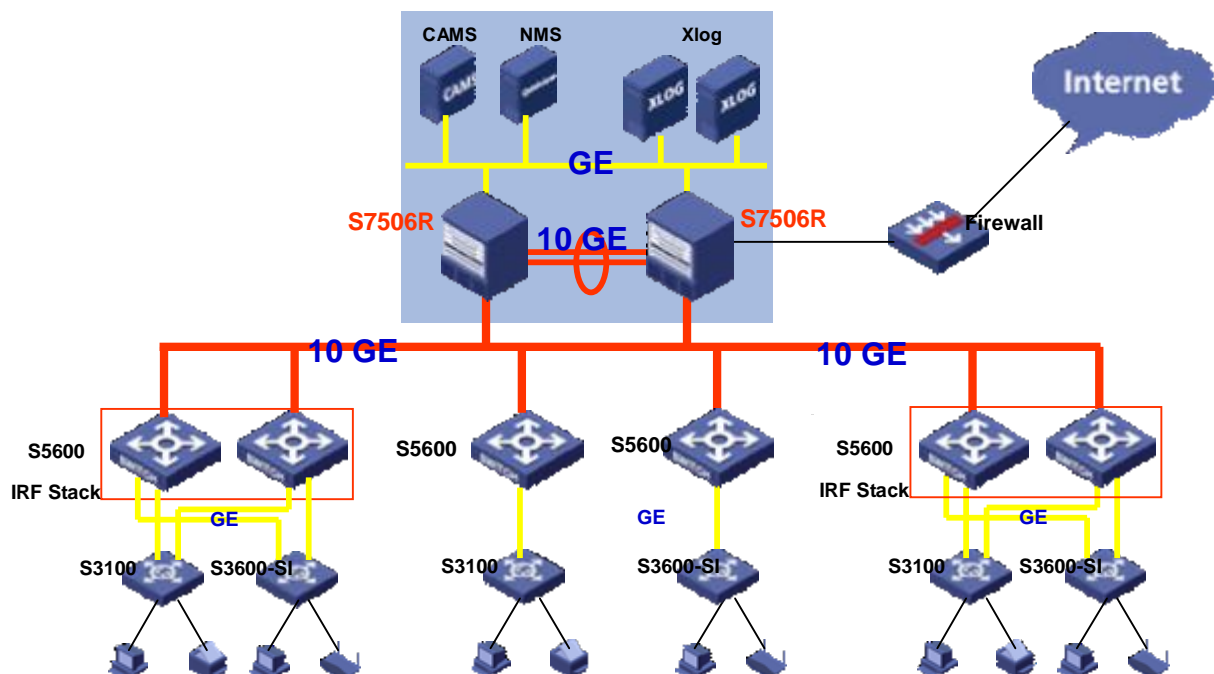 CAMS
NMS
Xlog
CAMS
XLOG
XLOG
Internet
GE
S7506R
S7506R
10 GE
Firewall
10 GE
10 GE
S5600
S5600
S5600
S5600
IRF Stack
IRF Stack
GE
GE
GE
S3100
S3600-SI
S3100
S3600-SI
S3100
S3600-SI